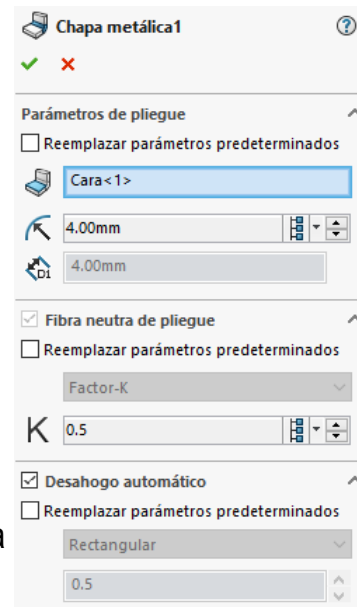 Chapa metálica1
Parámetros de pliegue
Reemplazar parámetros predeterminados
Cara<1>
4.00mm
D1
4.00mm
Fibra neutra de pliegue
Reemplazar parámetros predeterminados
Factor-K
K 0.5
Desahogo automático
Reemplazar parámetros predeterminados
a
Rectangular
0.5